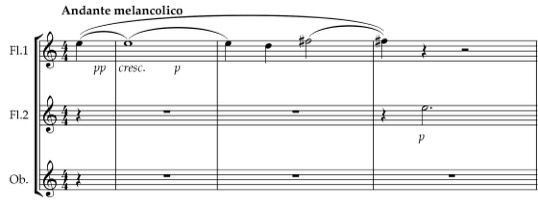 Andante melancolico
Fl.1
pp cresc. p
Fl.2
p
Ob.